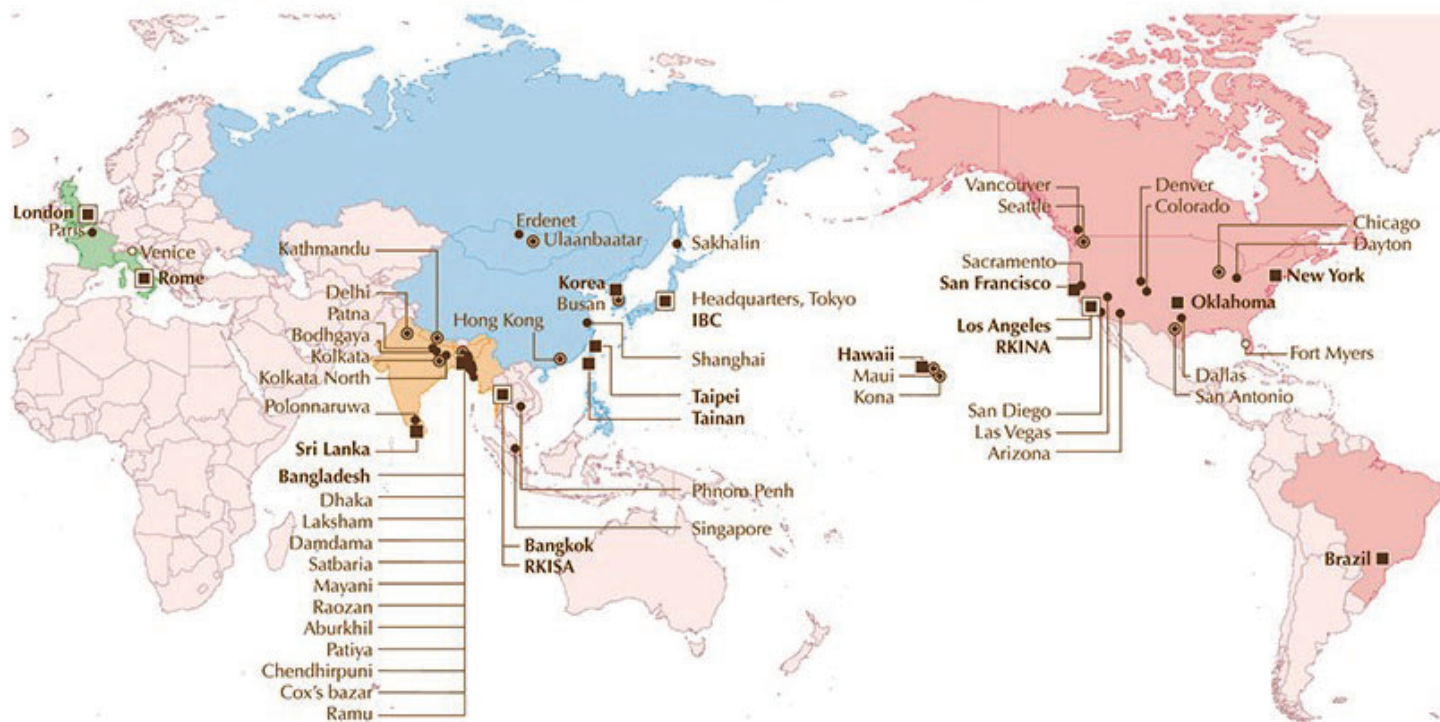 London
Paris
Venice
Rome
Kathmandu
Delhi
Patna
Bodhgaya
Kolkata
Kolkata North
Polonnaruwa
Sri Lanka
Bangladesh
Dhaka
Laksham
Damdama
Satbaria
Mayani
Raozan
Aburkhil
Patiya
Chendhirpuni
Cox's bazar
Ramu
Erdenet
Ulaanbaatar
Sakhalin
Korea
Busan
Headquarters, Tokyo
IBC
Hong Kong
Shanghai
Taipei
Tainan
Phnom Penh
Singapore
Bangkok
RKISA
Hawaii
Maui
Kona
Vancouver
Seattle
Sacramento
San Francisco
Los Angeles
RKINA
San Diego
Las Vegas
Arizona
Denver
Colorado
Chicago
Dayton
New York
Oklahoma
Fort Myers
Dallas
San Antonio
Brazil